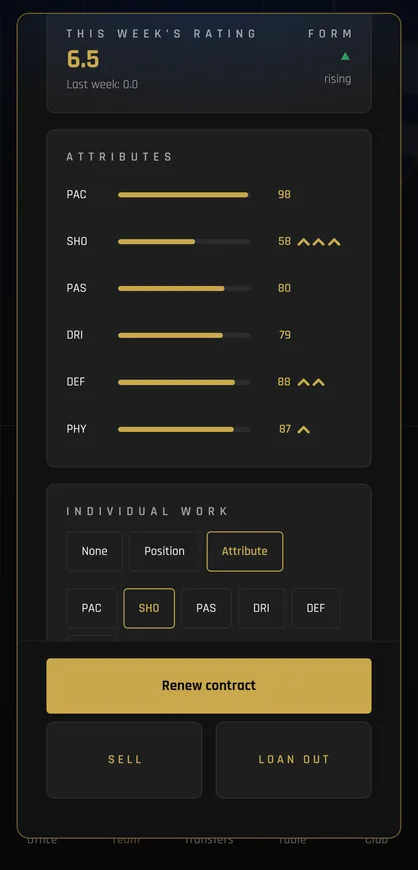 THIS WEEK'S RATING FORM
6.5
Last week: 0.0 rising
ATTRIBUTES
PAC 98
SHO 58
PAS 80
DRI 79
DEF 88
PHY 87
INDIVIDUAL WORK
None Position Attribute
PAC SHO PAS DRI DEF
Renew contract
SELL LOAN OUT
Office Team Transfers Table Club